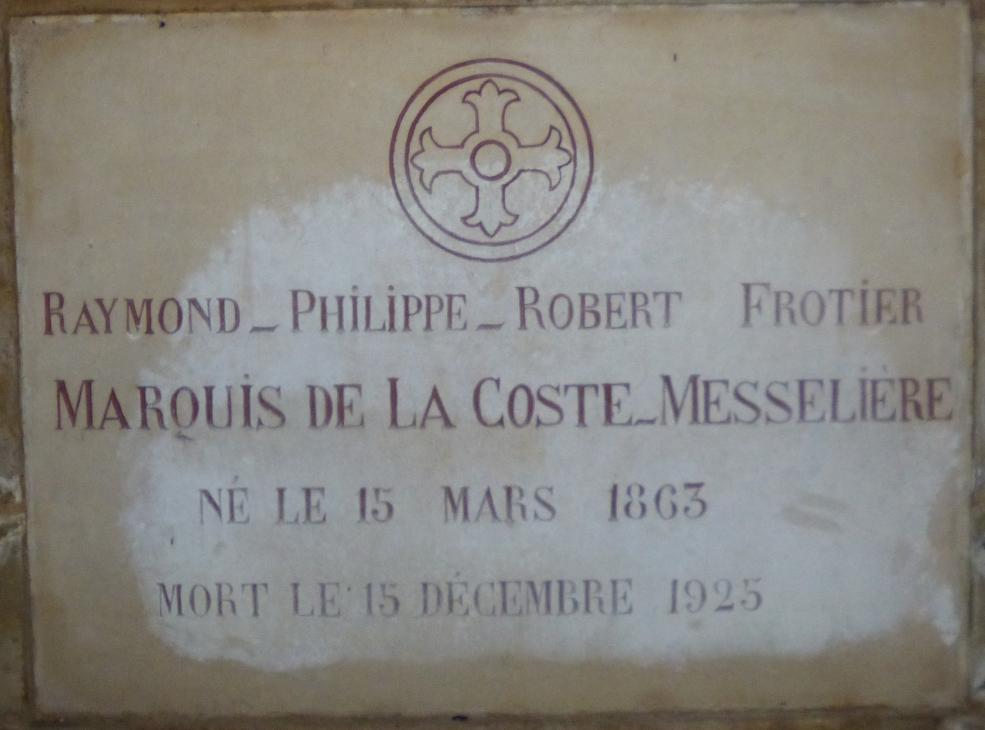 RAYMOND_PHILIPPE_ROBERT FROTIER
MARQUIS DE LA COSTE_MESSELIÈRE
NÉ LE 15 MARS 1863
MORT LE 15 DÉCEMBRE 1925